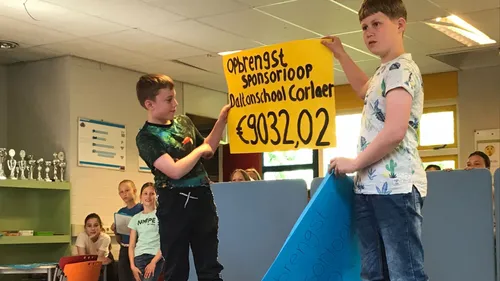 Opbrengst
sponsorloop
Daltonschool Corlaer
€9032,02